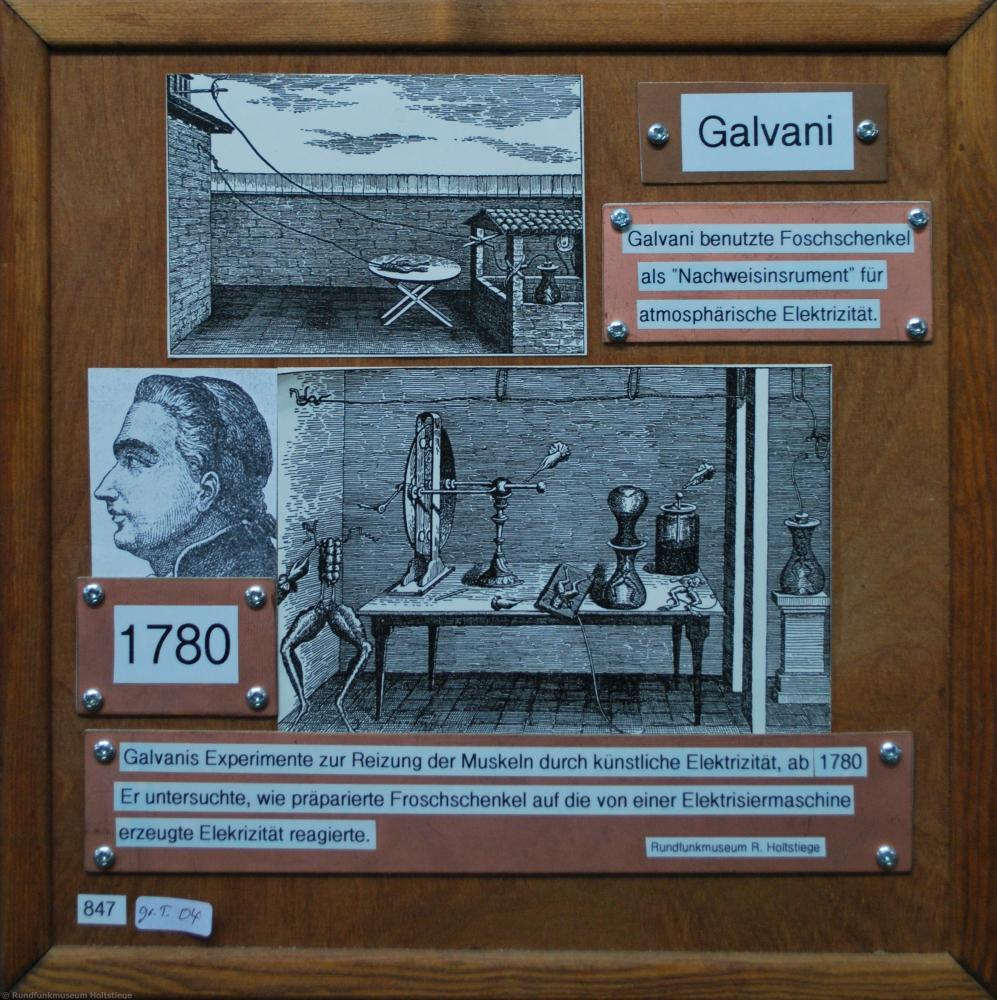 Galvani
Galvani benutzte Foschschenkel
als "Nachweisinsrument" für
atmosphärische Elektrizität.
1780
Galvanis Experimente zur Reizung der Muskeln durch künstliche Elektrizität, ab 1780
Er untersuchte, wie präparierte Froschschenkel auf die von einer Elektrisiermaschine
erzeugte Elekrizität reagierte.
Rundfunkmuseum R. Holtstiege
847
gr. T. 04
© Rundfunkmuseum Holtstiege